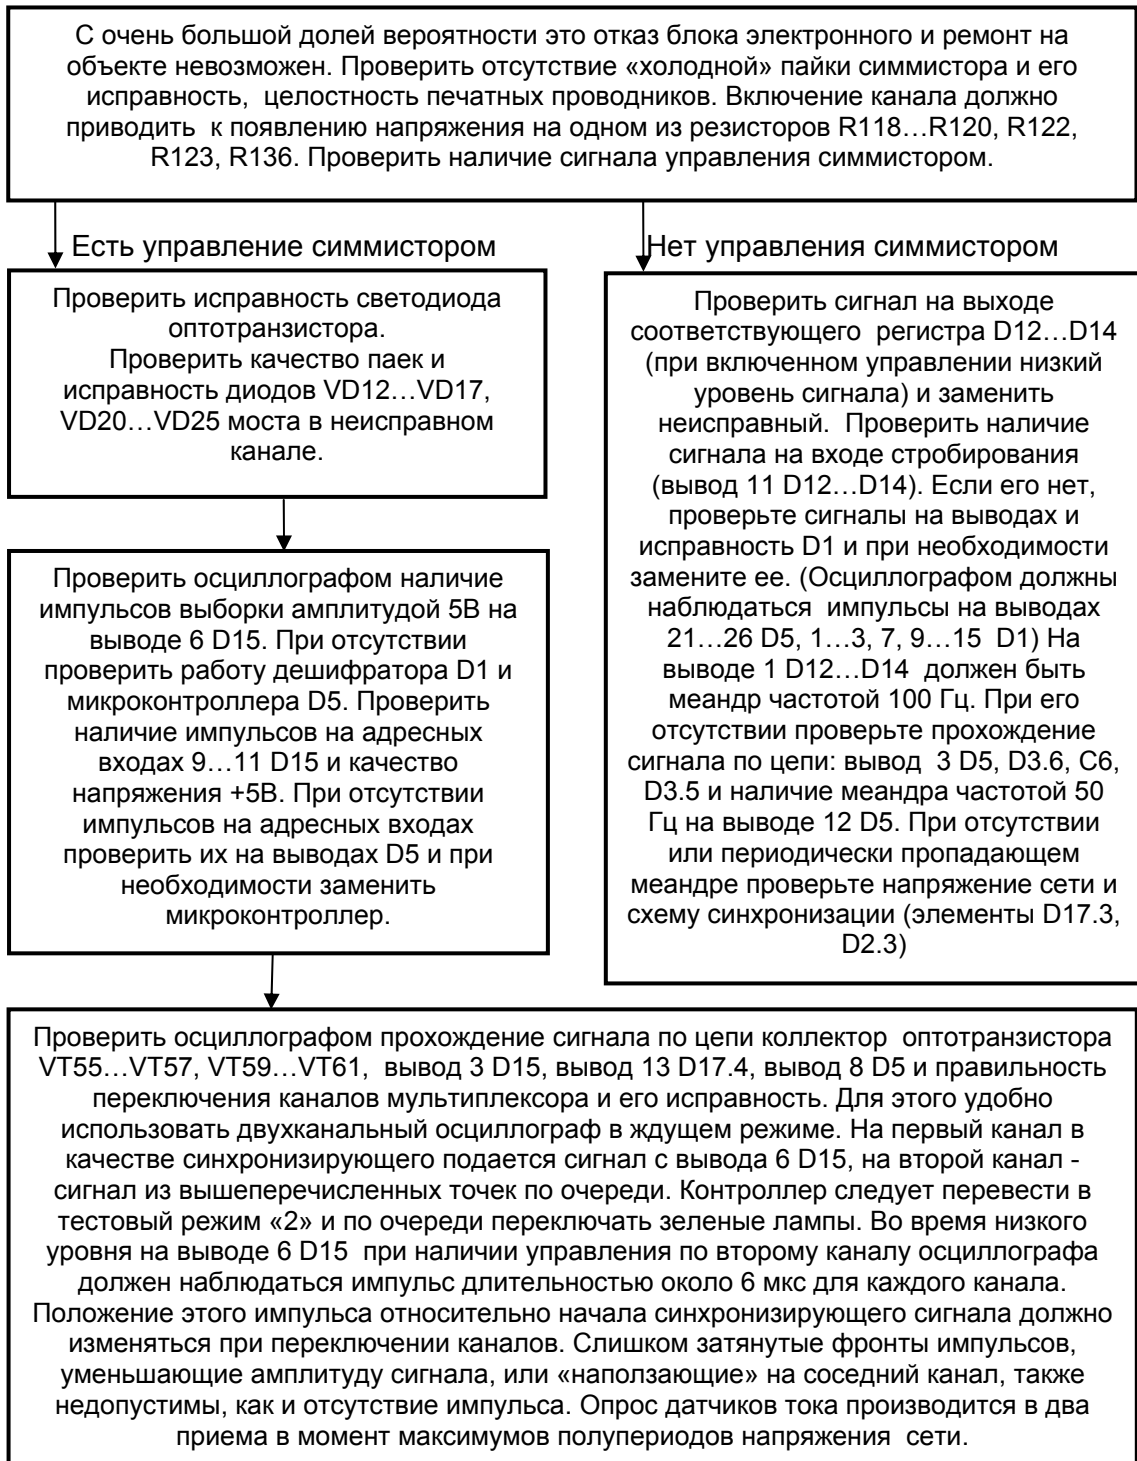 С очень большой долей вероятности это отказ блока электронного и ремонт на
объекте невозможен. Проверить отсутствие «холодной» пайки симмистора и его
исправность, целостность печатных проводников. Включение канала должно
приводить к появлению напряжения на одном из резисторов R118…R120, R122,
R123, R136. Проверить наличие сигнала управления симмистором.
Есть управление симмистором
Проверить исправность светодиода
оптотранзистора.
Проверить качество паек и
исправность диодов VD12…VD17,
VD20…VD25 моста в неисправном
канале.
Проверить осциллографом наличие
импульсов выборки амплитудой 5В на
выводе 6 D15. При отсутствии
проверить работу дешифратора D1 и
микроконтроллера D5. Проверить
наличие импульсов на адресных
входах 9…11 D15 и качество
напряжения +5В. При отсутствии
импульсов на адресных входах
проверить их на выводах D5 и при
необходимости заменить
микроконтроллер.
Нет управления симмистором
Проверить сигнал на выходе
соответствующего регистра D12…D14
(при включенном управлении низкий
уровень сигнала) и заменить
неисправный. Проверить наличие
сигнала на входе стробирования
(вывод 11 D12…D14). Если его нет,
проверьте сигналы на выводах и
исправность D1 и при необходимости
замените ее. (Осциллографом должны
наблюдаться импульсы на выводах
21…26 D5, 1…3, 7, 9…15 D1) На
выводе 1 D12…D14 должен быть
меандр частотой 100 Гц. При его
отсутствии проверьте прохождение
сигнала по цепи: вывод 3 D5, D3.6, C6,
D3.5 и наличие меандра частотой 50
Гц на выводе 12 D5. При отсутствии
или периодически пропадающем
меандре проверьте напряжение сети и
схему синхронизации (элементы D17.3,
D2.3)
Проверить осциллографом прохождение сигнала по цепи коллектор оптотранзистора
VT55…VT57, VT59…VT61, вывод 3 D15, вывод 13 D17.4, вывод 8 D5 и правильность
переключения каналов мультиплексора и его исправность. Для этого удобно
использовать двухканальный осциллограф в ждущем режиме. На первый канал в
качестве синхронизирующего подается сигнал с вывода 6 D15, на второй канал -
сигнал из вышеперечисленных точек по очереди. Контроллер следует перевести в
тестовый режим «2» и по очереди переключать зеленые лампы. Во время низкого
уровня на выводе 6 D15 при наличии управления по второму каналу осциллографа
должен наблюдаться импульс длительностью около 6 мкс для каждого канала.
Положение этого импульса относительно начала синхронизирующего сигнала должно
изменяться при переключении каналов. Слишком затянутые фронты импульсов,
уменьшающие амплитуду сигнала, или «наползающие» на соседний канал, также
недопустимы, как и отсутствие импульса. Опрос датчиков тока производится в два
приема в момент максимумов полупериодов напряжения сети.